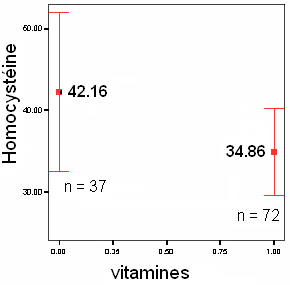 Homocystéine
50.00
40.00
30.00
42.16
34.86
n = 37
n = 72
0.00 0.25 0.50 0.75 1.00
vitamines